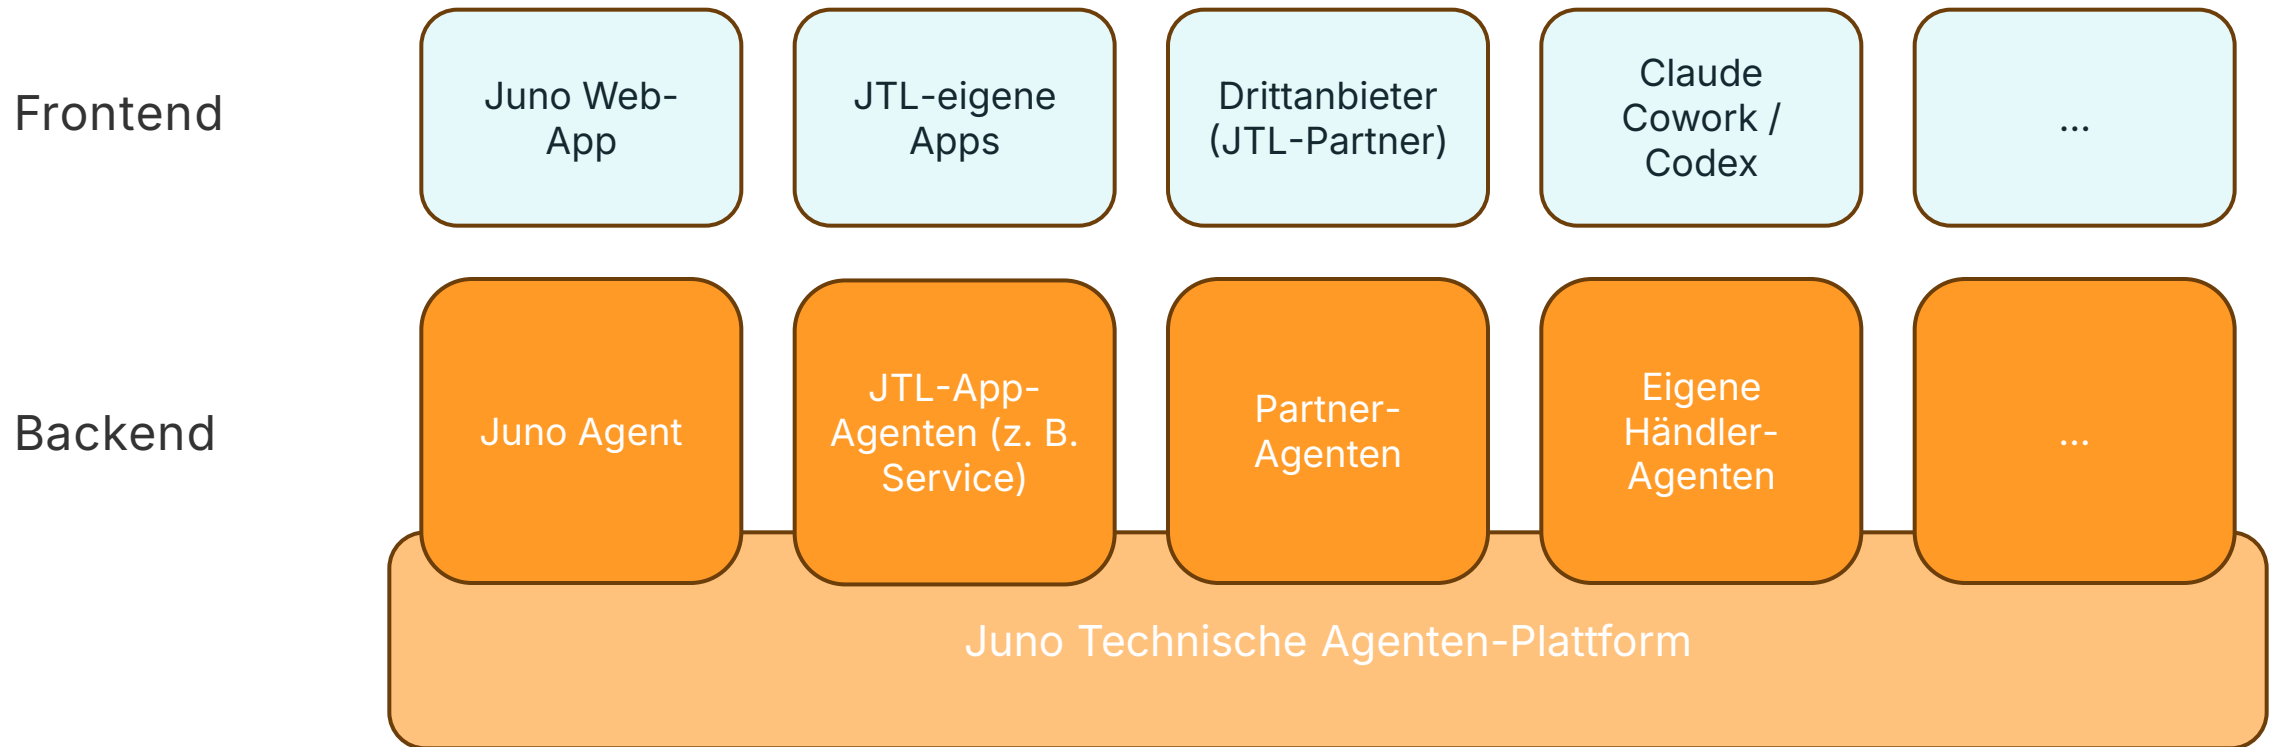 Frontend
Juno Web-
App
JTL-eigene
Apps
Drittanbieter
(JTL-Partner)
Claude
Cowork /
Codex
...
Backend
Juno Agent
JTL-App-
Agenten (z. B.
Service)
Partner-
Agenten
Eigene
Händler-
Agenten
...
Juno Technische Agenten-Plattform